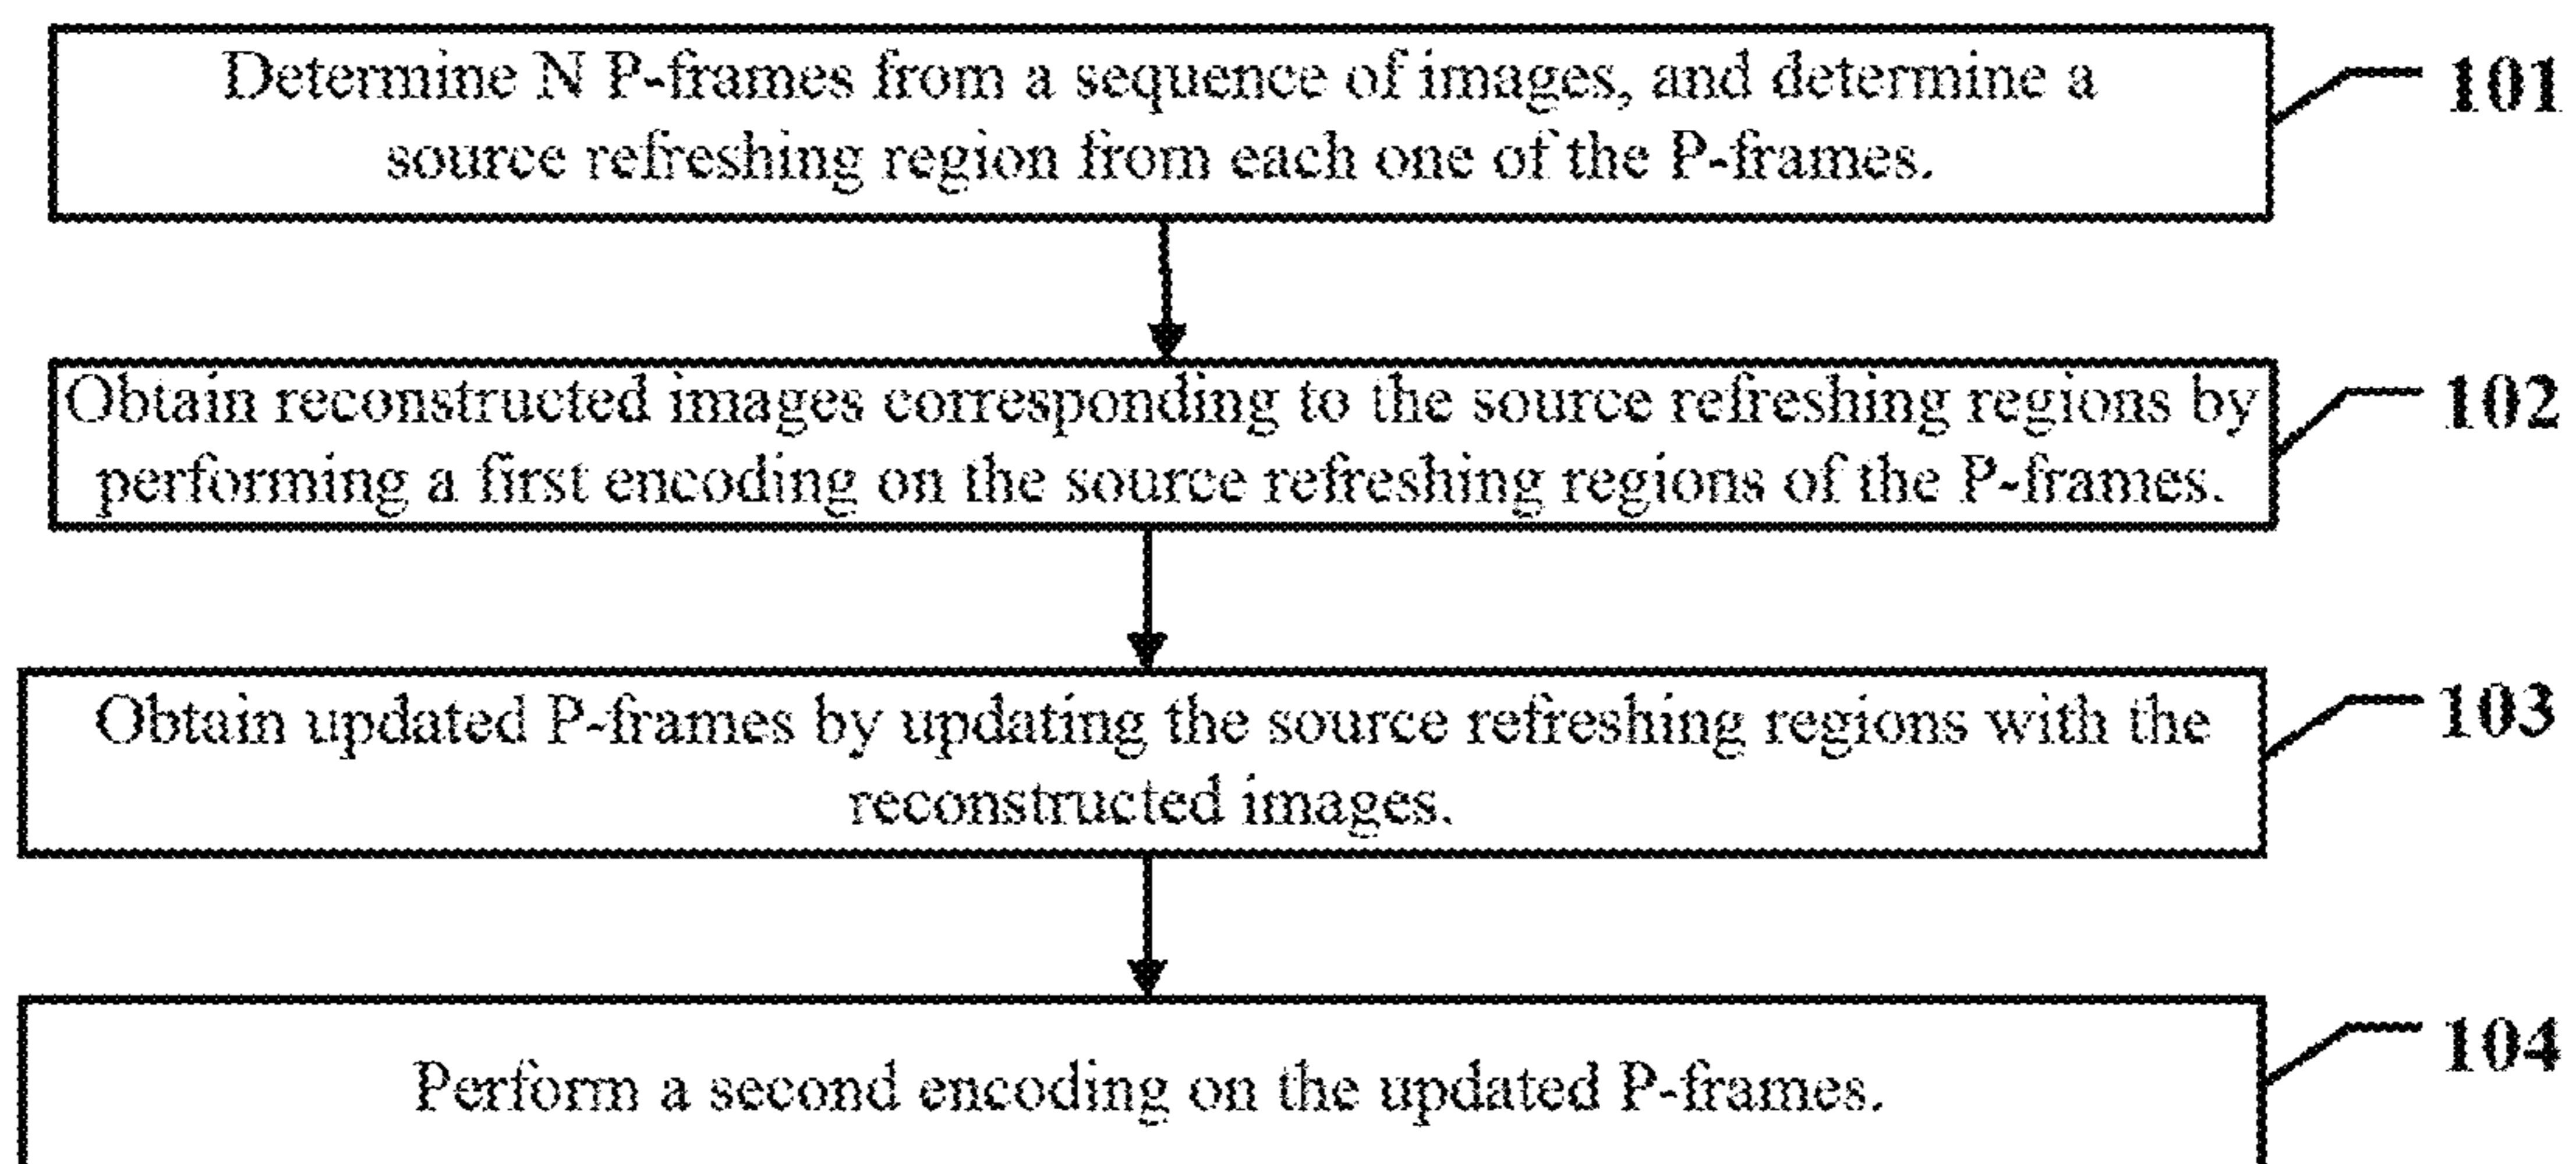 Determine N P-frames from a sequence of images, and determine a
source refreshing region from each one of the P-frames.
101
Obtain reconstructed images corresponding to the source refreshing regions by
performing a first encoding on the source refreshing regions of the P-frames.
102
Obtain updated P-frames by updating the source refreshing regions with the
reconstructed images.
103
Perform a second encoding on the updated P-frames.
104